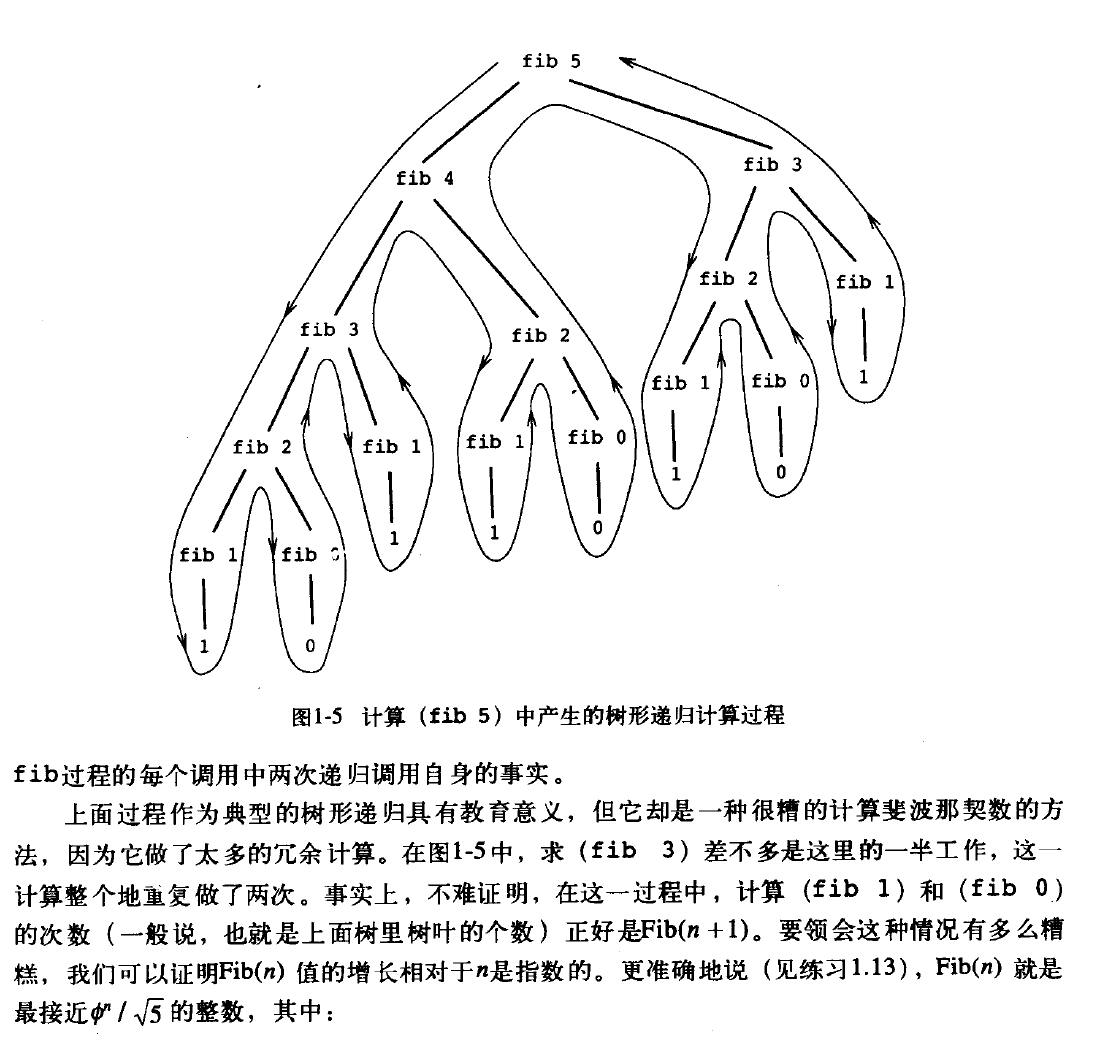 fib 5
fib 4
fib 3
fib 3
fib 2
fib 2
fib 1
fib 2
fib 1
fib 1
fib 0
fib 1
fib 0
1
fib 1
fib
1
1
0
1
0
1
0
图1-5 计算(fib 5)中产生的树形递归计算过程
fib过程的每个调用中两次递归调用自身的事实。
上面过程作为典型的树形递归具有教育意义,但它却是一种很糟的计算斐波那契数的方
法,因为它做了太多的冗余计算。在图1-5中,求(fib 3)差不多是这里的一半工作,这一
计算整个地重复做了两次。事实上,不难证明,在这一过程中,计算(fib 1)和(fib 0)
的次数(一般说,也就是上面树里树叶的个数)正好是Fib(n+1)。要领会这种情况有多么糟
糕,我们可以证明Fib(n) 值的增长相对于n是指数的。更准确地说(见练习1.13),Fib(n) 就是
最接近ϕⁿ / √5 的整数,其中: